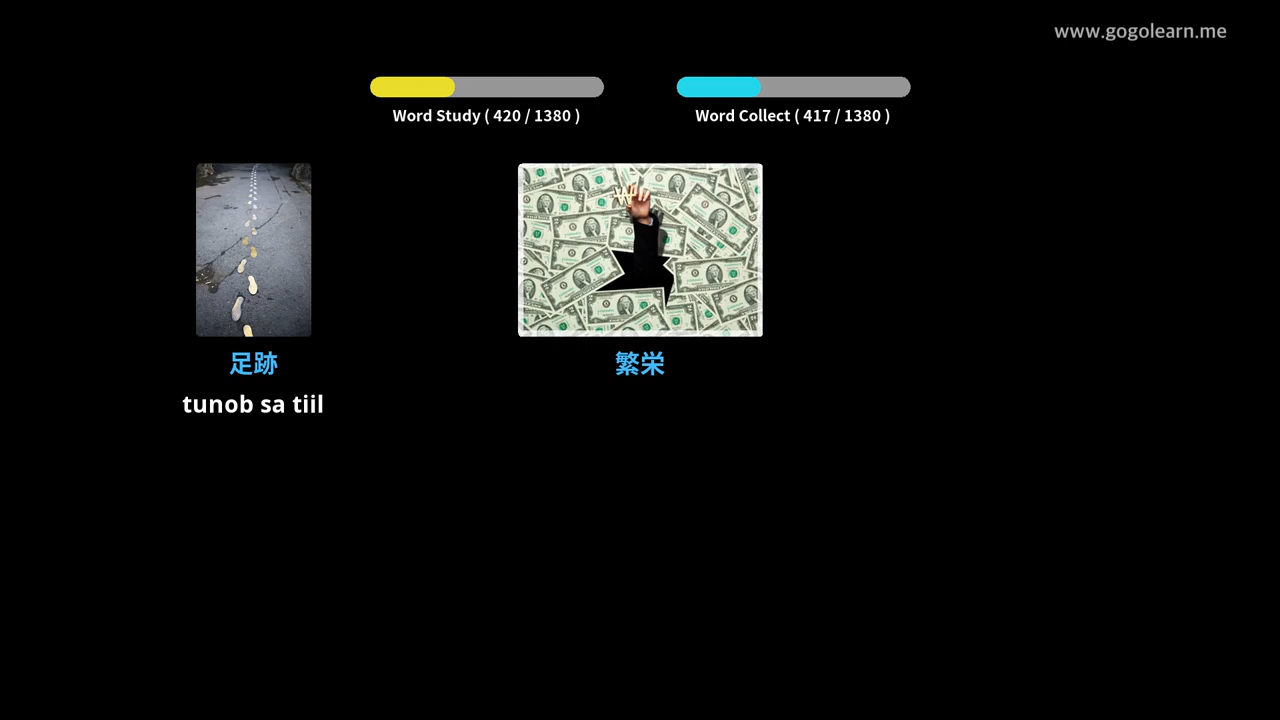 www.gogolearn.me
Word Study ( 420 / 1380 )
Word Collect ( 417 / 1380 )
足跡
繁栄
tunob sa tiil